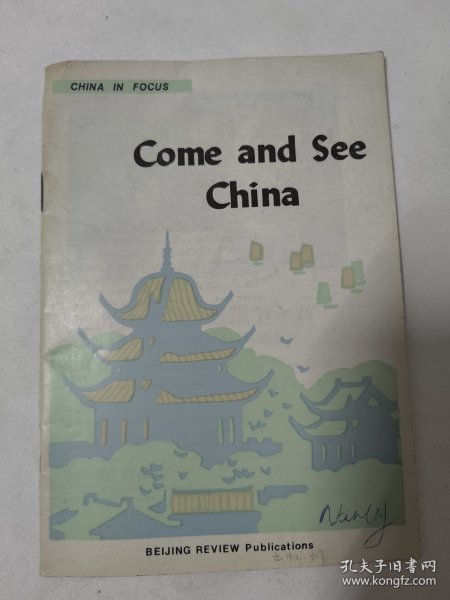 CHINA IN FOCUS
Come and See
China
Nancy
BEIJING REVIEW Publications
孔夫子旧书网
www.kongfz.com